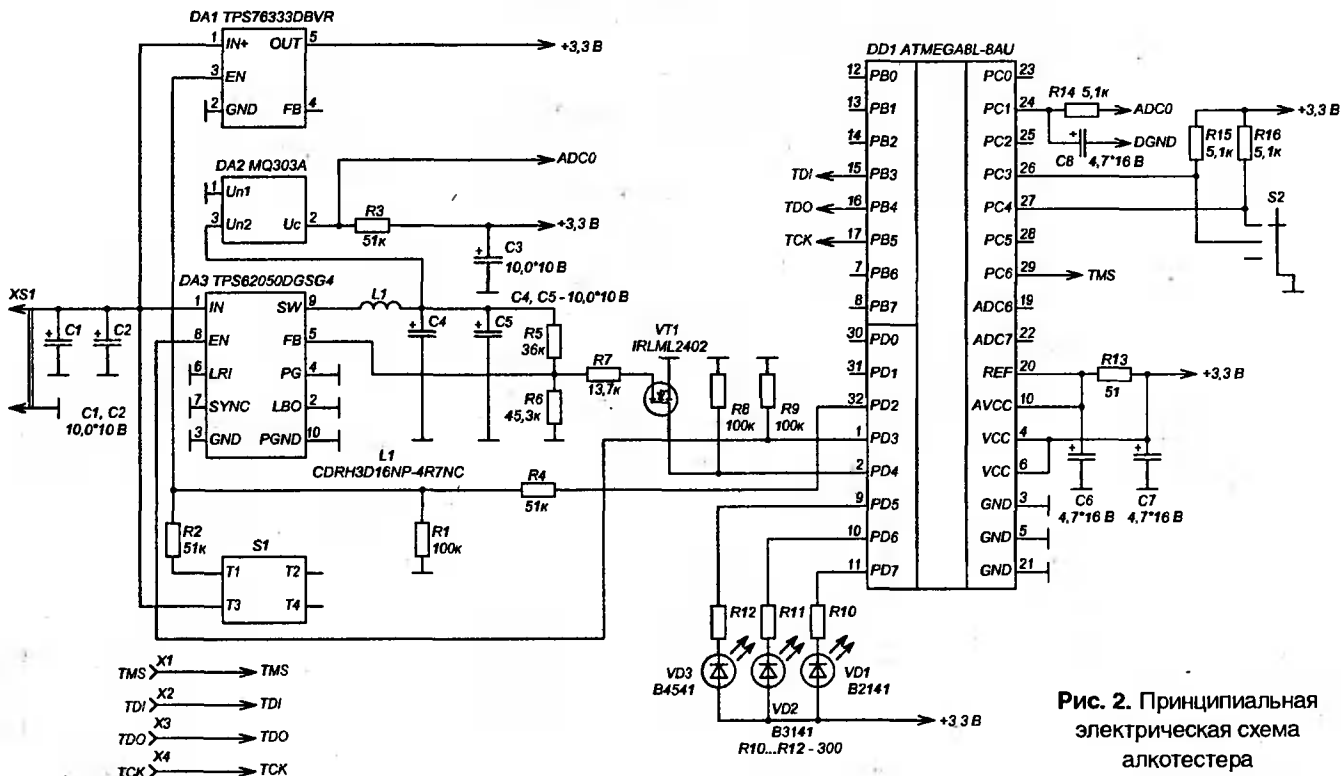 DA1 TPS76333DBVR
1 IN+ OUT 5
+3,3 В
3 EN
2 GND FB 4
DA2 MQ303A
ADC0
1 Un1
3 Un2 Uc 2
R3
51к
+3,3 В
C3
10,0*10 В
DA3 TPS62050DGSG4
XS1
C1 C2
C1, C2
10,0*10 В
1 IN SW 9
8 EN FB 5
6 LRI PG 4
7 SYNC LBO 2
3 GND PGND 10
L1
C4, C5 - 10,0*10 В
C4 C5
R5
36к
R6
45,3к
R7
13,7к
VT1
IRLML2402
R8
100к
R9
100к
L1
CDRH3D16NP-4R7NC
R4
51к
R2
51к
R1
100к
S1
T1 T2
T3 T4
TMS X1 TMS
TDI X2 TDI
TDO X3 TDO
TCK X4 TCK
DD1 ATMEGA8L-8AU
12 PB0 PC0 23
13 PB1 PC1 24
14 PB2 PC2 25
TDI 15 PB3 PC3 26
TDO 16 PB4 PC4 27
TCK 17 PB5 PC5 28
7 PB6 PC6 29 TMS
8 PB7 ADC6 19
30 PD0 ADC7 22
31 PD1 REF 20
32 PD2 AVCC 10
1 PD3 VCC 4
2 PD4 VCC 6
9 PD5 GND 3
10 PD6 GND 5
11 PD7 GND 21
R14 5,1к
ADC0
C8 4,7*16 В
DGND
+3,3 В
R15
5,1к
R16
5,1к
S2
R13
51
+3,3 В
C6
4,7*16 В
C7
4,7*16 В
R12 R11 R10
VD3
B4541
VD2
B3141
VD1
B2141
+3,3 В
R10...R12 - 300
Рис. 2. Принципиальная
электрическая схема
алкотестера